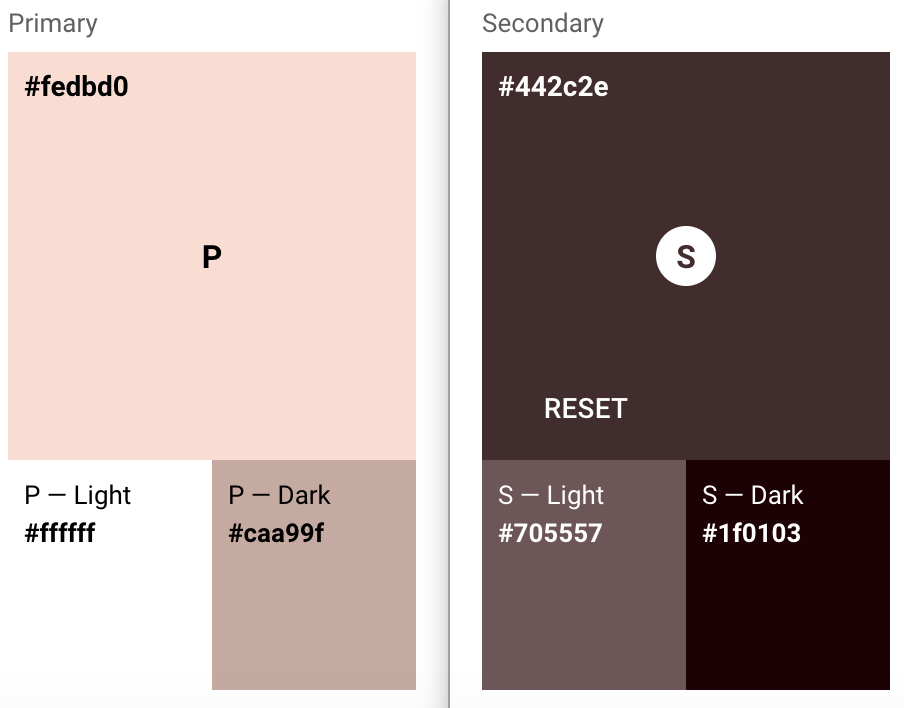 Primary
#fedbd0
P
P — Light
#ffffff
P — Dark
#caa99f
Secondary
#442c2e
S
RESET
S — Light
#705557
S — Dark
#1f0103